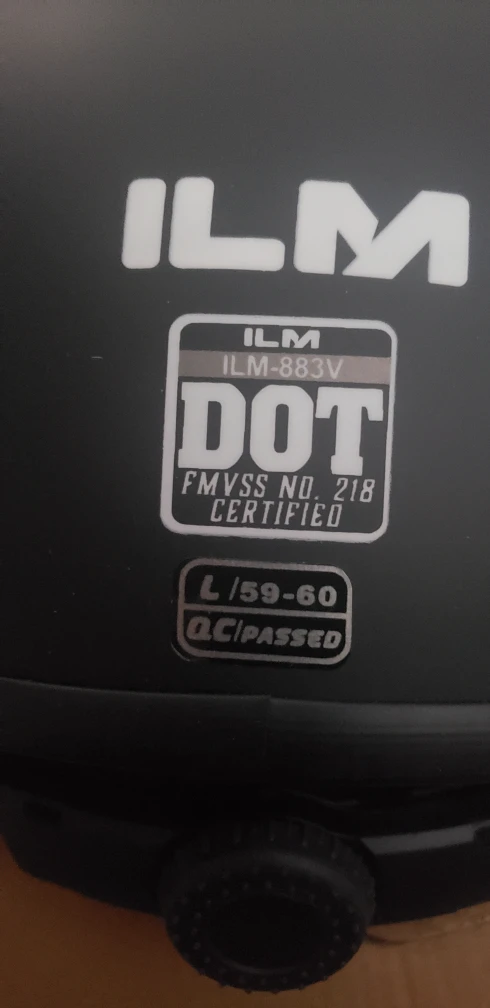 ILM
ILM
ILM-883V
DOT
FMVSS NO. 218
CERTIFIED
L/59-60
QC/PASSED